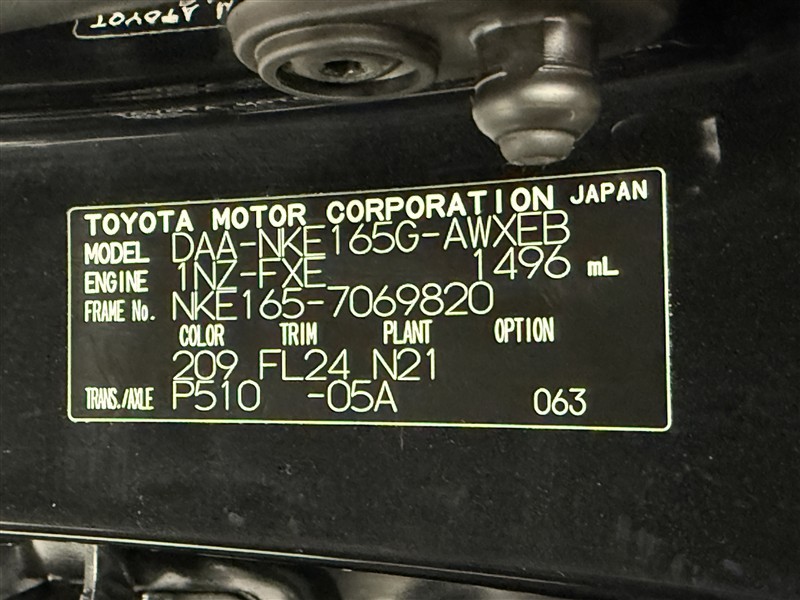 TOYOTA MOTOR CORPORATION JAPAN
MODEL DAA-NKE165G-AWXEB
ENGINE 1NZ-FXE 1496 mL
FRAME No. NKE165-7069820
COLOR TRIM PLANT OPTION
209 FL24 N21
TRANS./AXLE P510 -05A 063